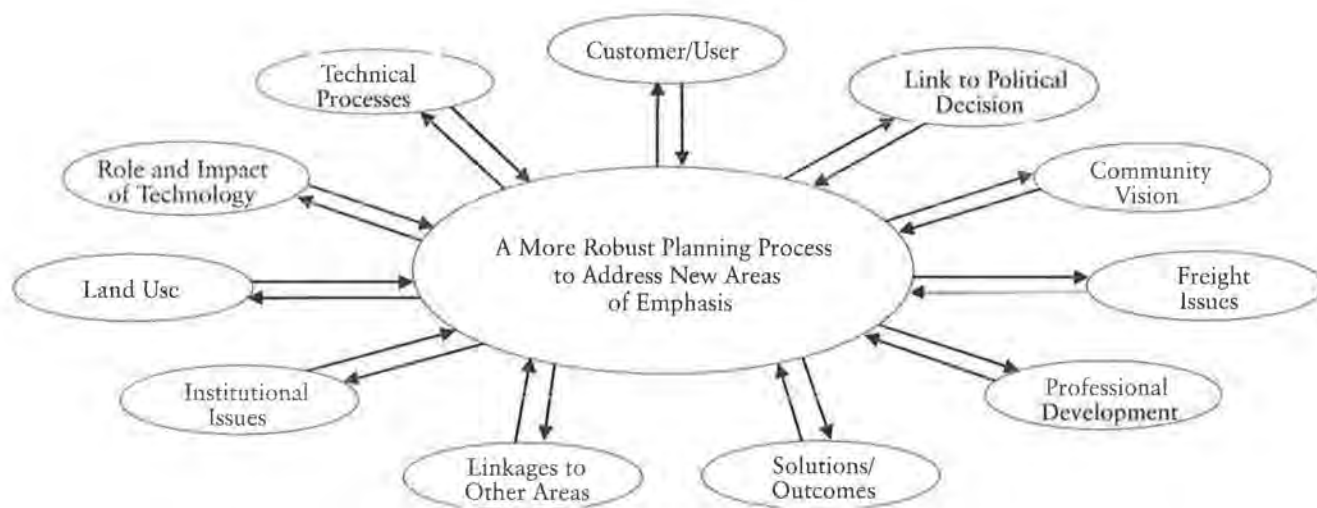 Customer/User
Technical
Processes
Link to Political
Decision
Role and Impact
of Technology
Community
Vision
A More Robust Planning Process
to Address New Areas
of Emphasis
Land Use
Freight
Issues
Institutional
Issues
Professional
Development
Linkages to
Other Areas
Solutions/
Outcomes